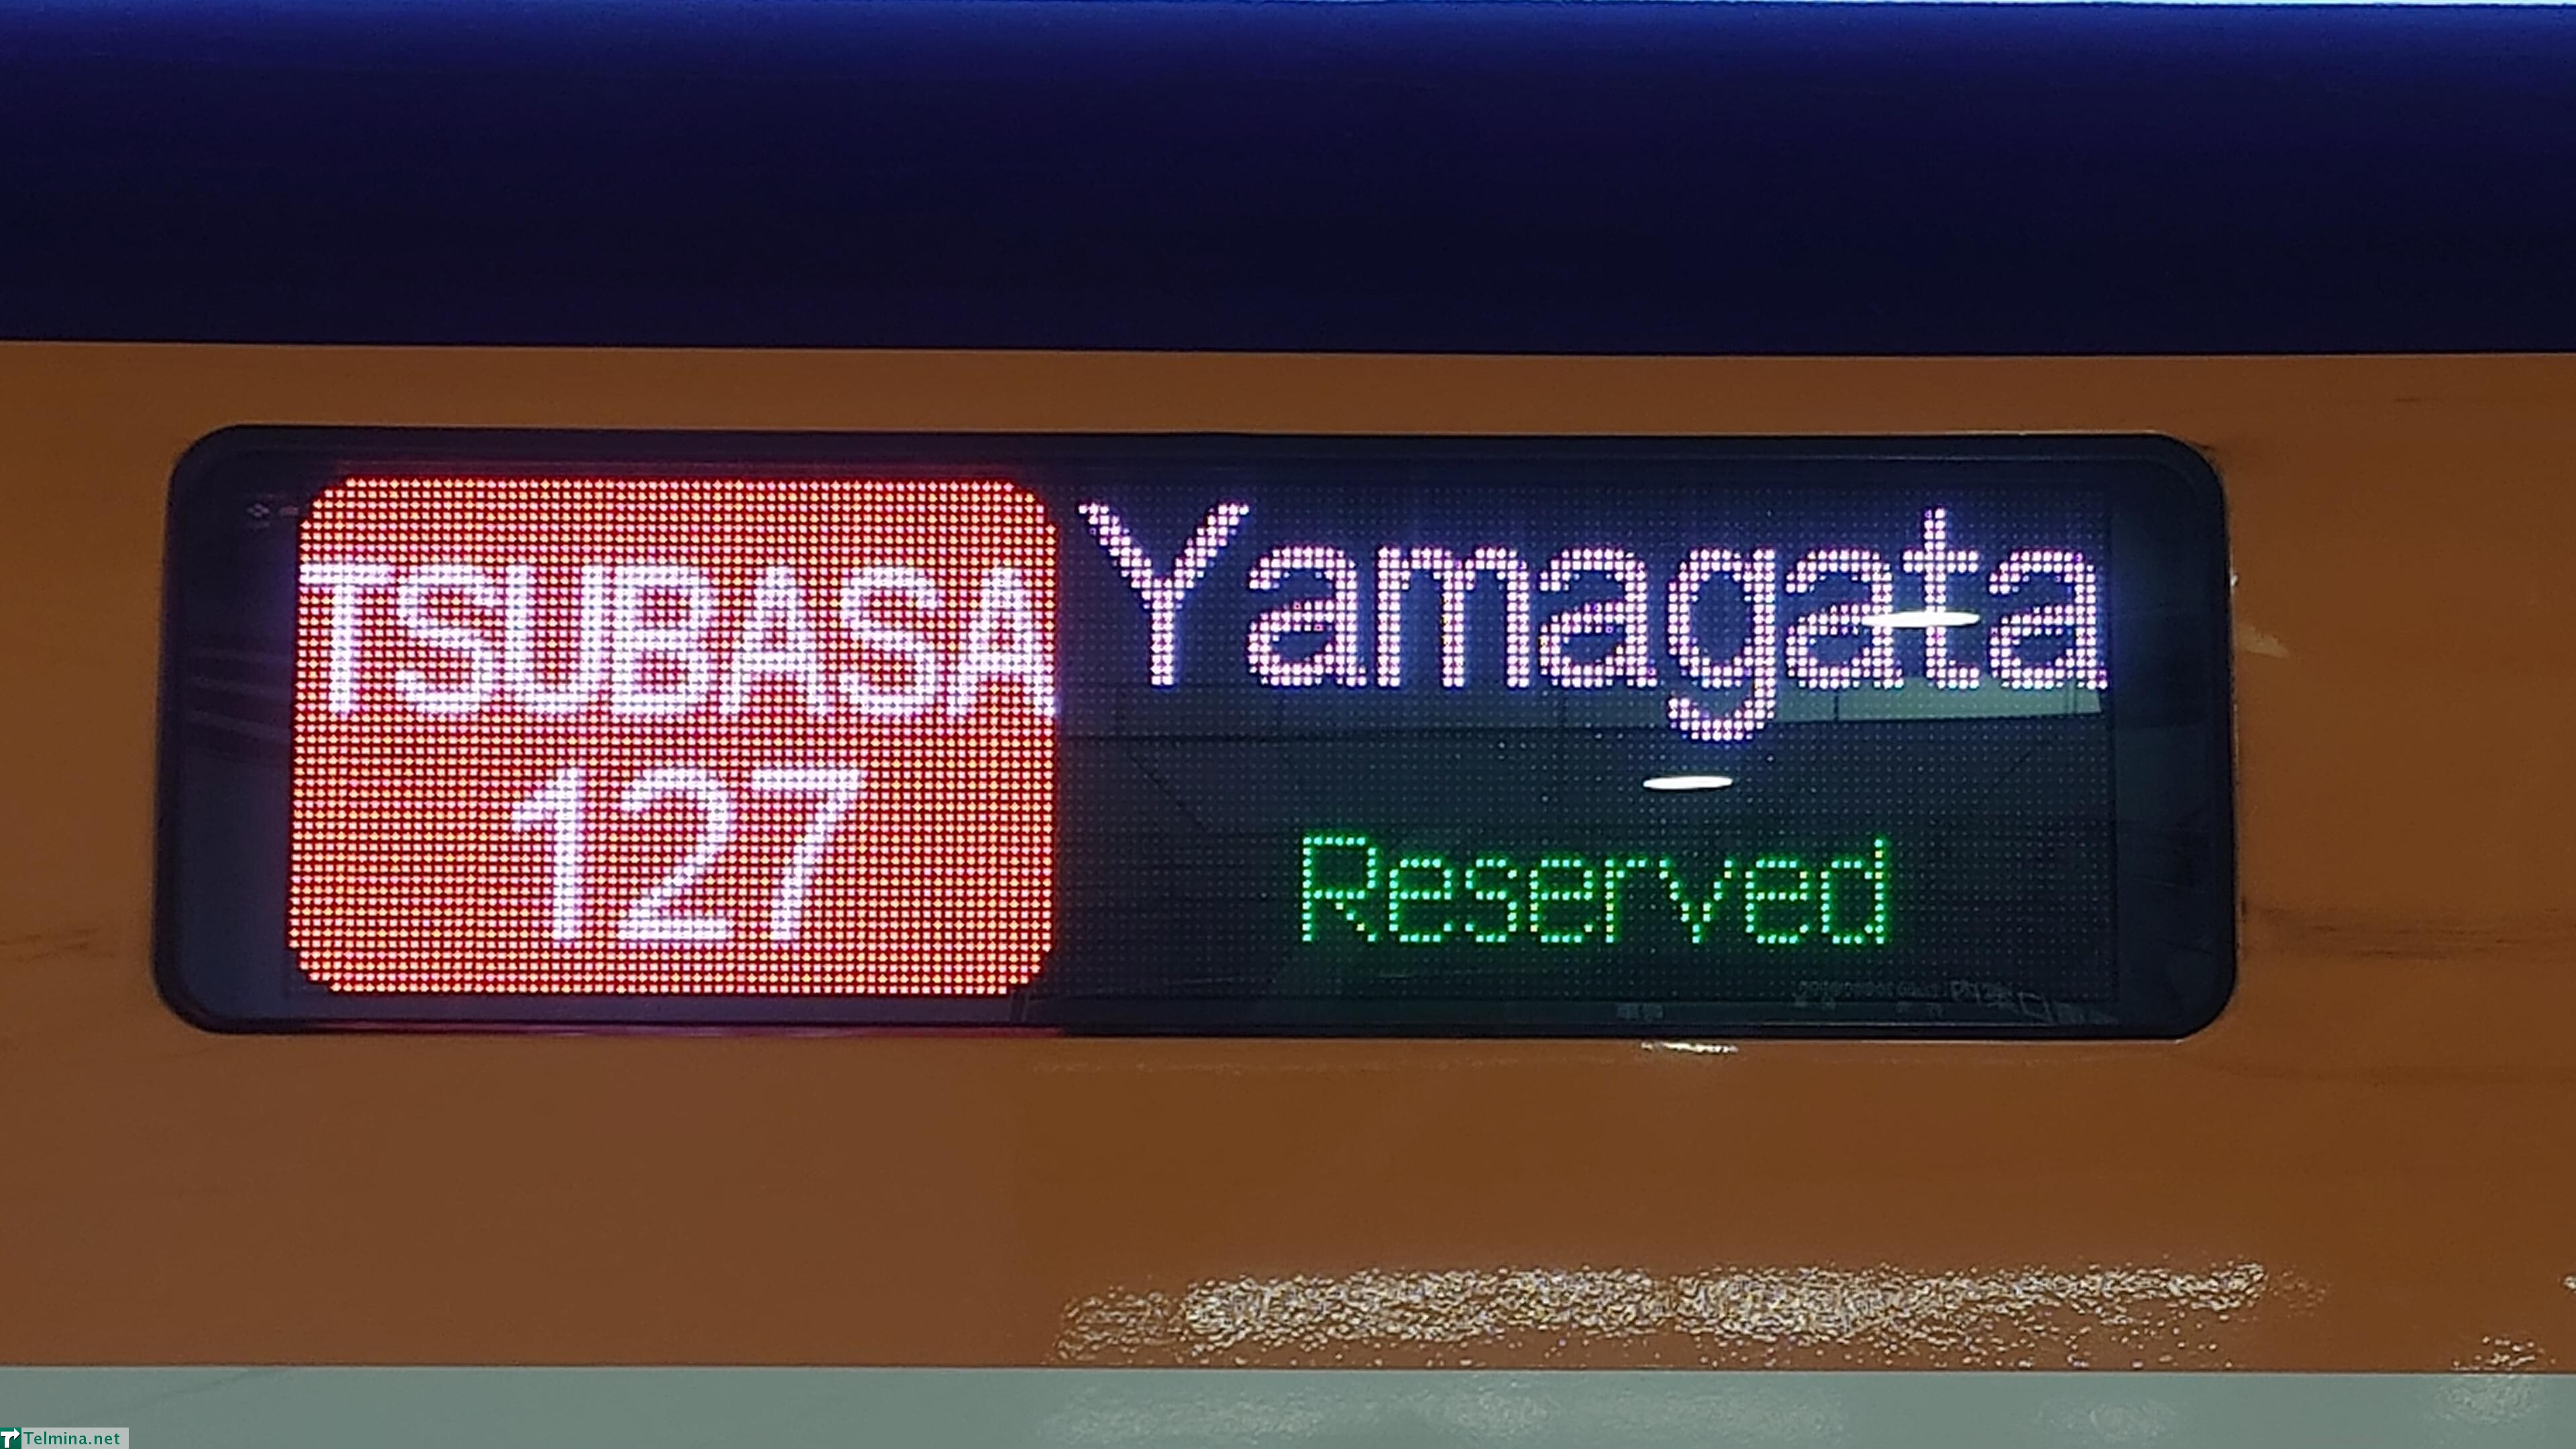 TSUBASA
127
Yamagata
Reserved
Telmina.net